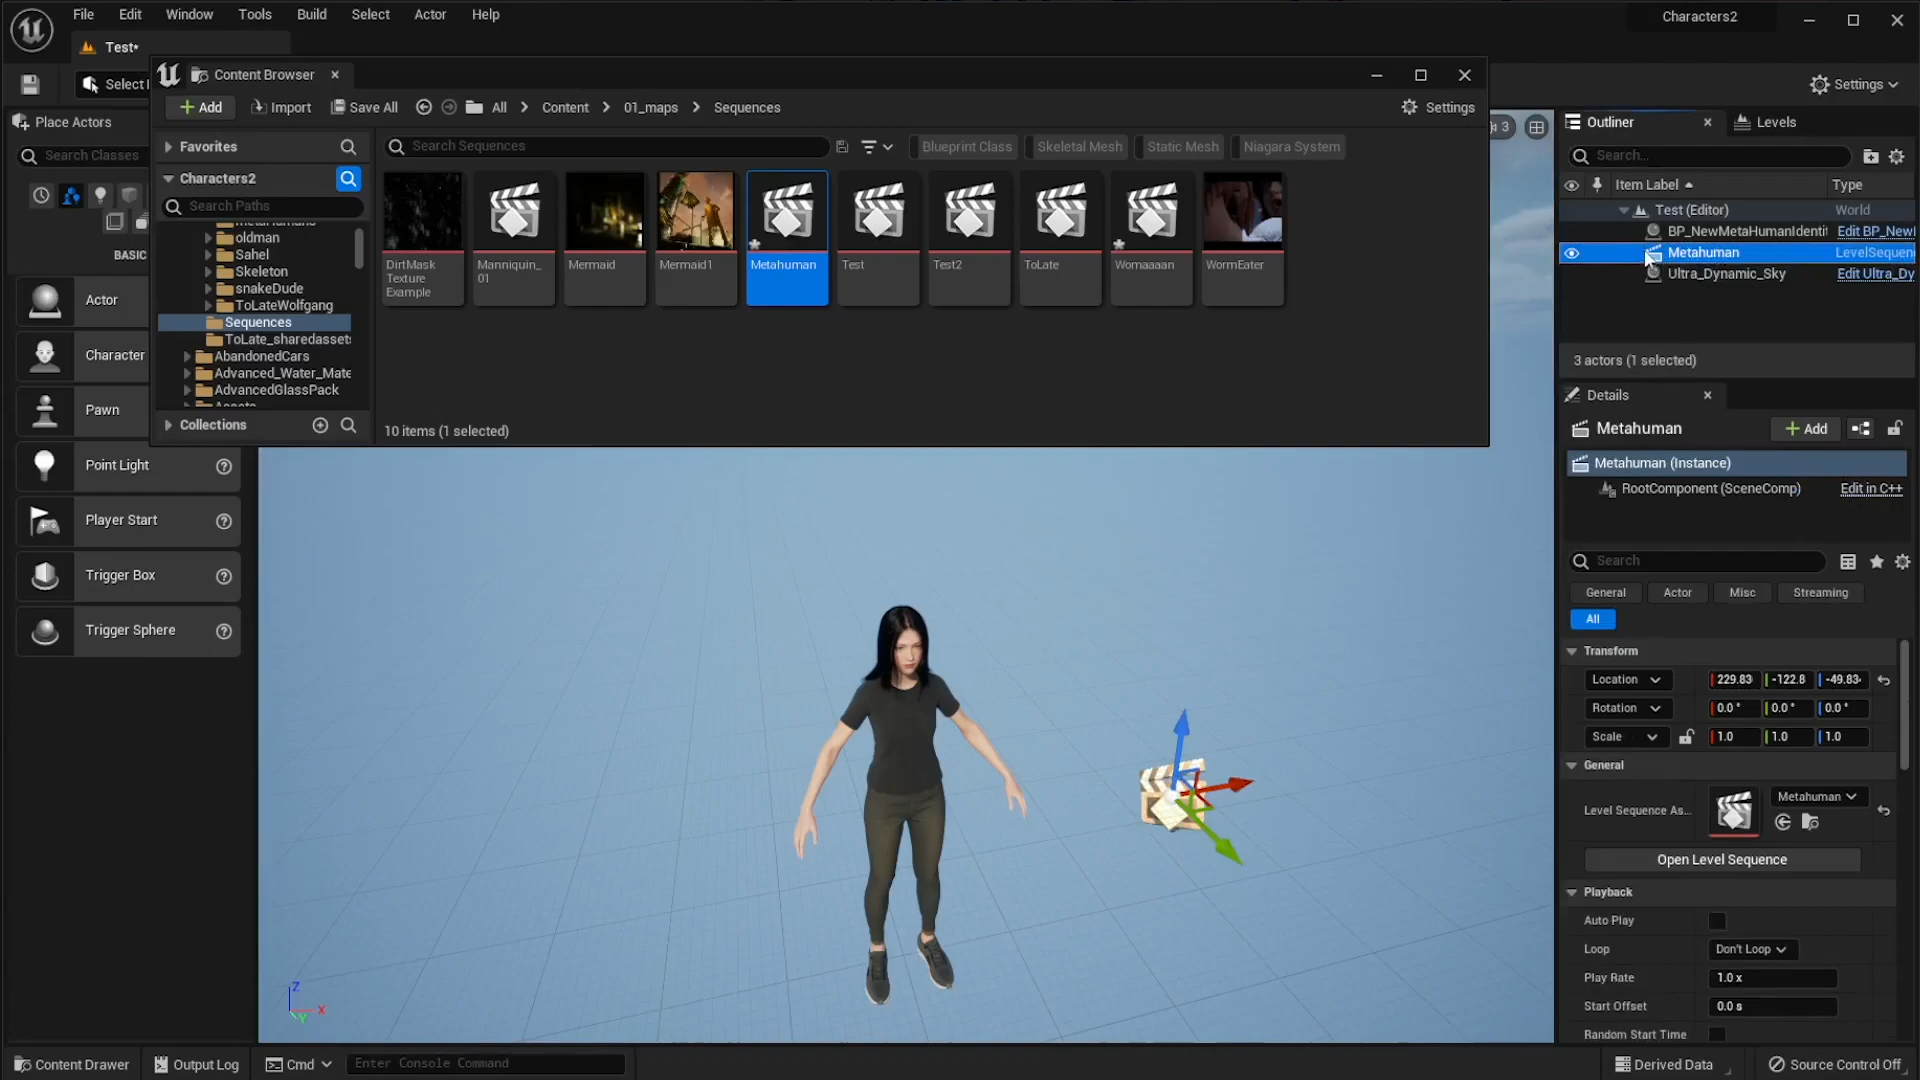 File Edit Window Tools Build Select Actor Help
Characters2
Test*
Select
Content Browser
Settings
Add Import Save All All Content 01_maps Sequences Settings
Place Actors
Search Classes
BASIC
Actor
Character
Pawn
Point Light
Player Start
Trigger Box
Trigger Sphere
Favorites
Characters2
Search Paths
oldman
Sahel
Skeleton
snakeDude
ToLateWolfgang
Sequences
ToLate_sharedassets
AbandonedCars
Advanced_Water_Mate
AdvancedGlassPack
Collections
Search Sequences
Blueprint Class Skeletal Mesh Static Mesh Niagara System
DirtMask
Texture
Example
Manniquin_
01
Mermaid
Mermaid1
Metahuman
Test
Test2
ToLate
Womaaaan
WormEater
10 items (1 selected)
3
Outliner
Levels
Search...
Item Label Type
Test (Editor) World
BP_NewMetaHumanIdentit Edit BP_New
Metahuman LevelSequen
Ultra_Dynamic_Sky Edit Ultra_Dy
3 actors (1 selected)
Details
Metahuman Add
Metahuman (Instance)
RootComponent (SceneComp) Edit in C++
Search
General Actor Misc Streaming
All
Transform
Location 229.83 -122.8 -49.83
Rotation 0.0 ° 0.0 ° 0.0 °
Scale 1.0 1.0 1.0
General
Level Sequence As... Metahuman
Open Level Sequence
Playback
Auto Play
Loop Don't Loop
Play Rate 1.0 x
Start Offset 0.0 s
Random Start Time
Z
X
Y
Content Drawer Output Log Cmd Enter Console Command Derived Data Source Control Off